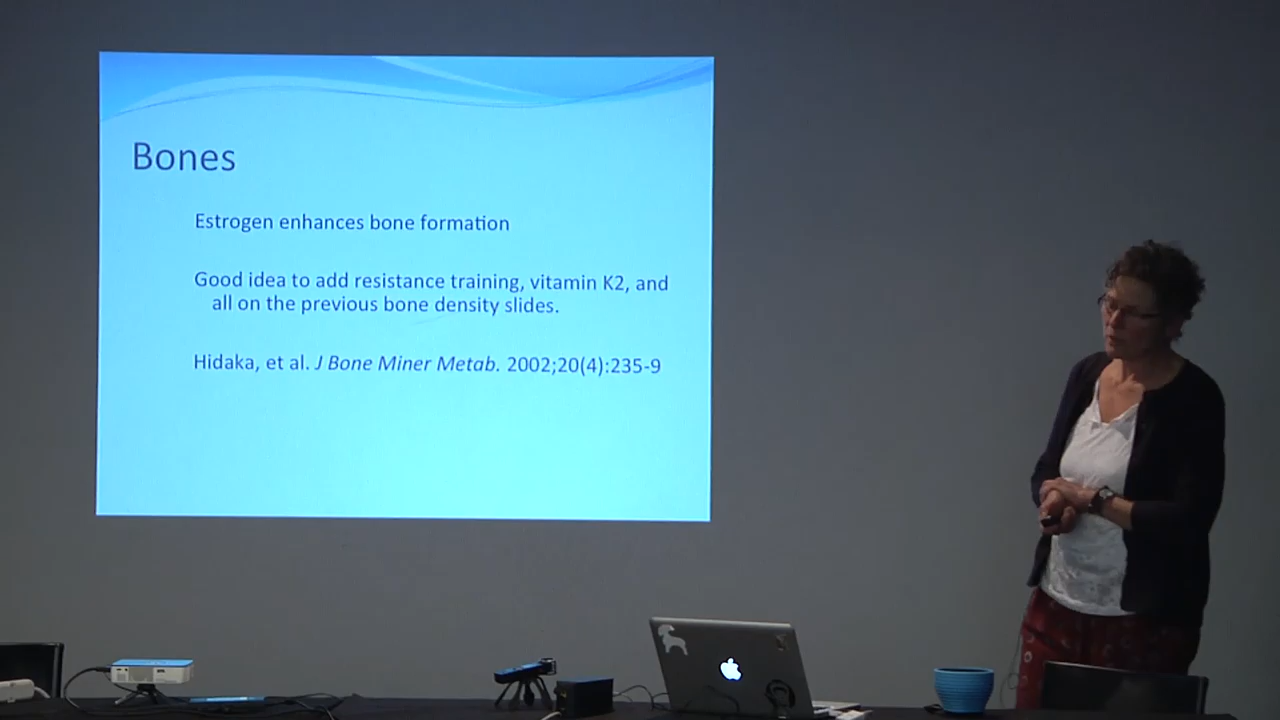 Bones
Estrogen enhances bone formation
Good idea to add resistance training, vitamin K2, and
all on the previous bone density slides.
Hidaka, et al. J Bone Miner Metab. 2002;20(4):235-9